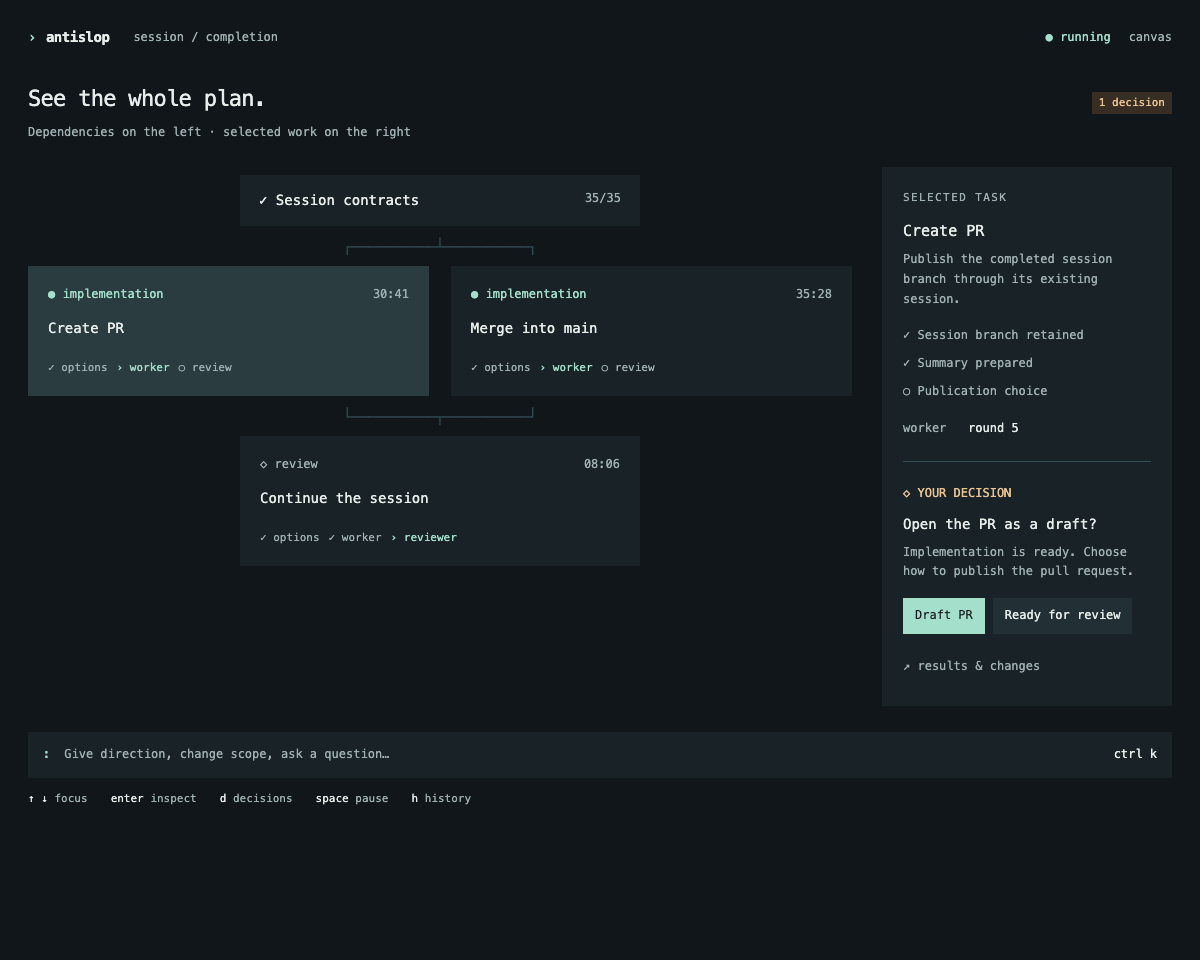 › antislop session / completion ● running canvas
See the whole plan.
1 decision
Dependencies on the left · selected work on the right
✓ Session contracts 35/35
● implementation 30:41
Create PR
✓ options › worker ○ review
● implementation 35:28
Merge into main
✓ options › worker ○ review
◇ review 08:06
Continue the session
✓ options ✓ worker › reviewer
SELECTED TASK
Create PR
Publish the completed session
branch through its existing
session.
✓ Session branch retained
✓ Summary prepared
○ Publication choice
worker round 5
◇ YOUR DECISION
Open the PR as a draft?
Implementation is ready. Choose
how to publish the pull request.
Draft PR Ready for review
↗ results & changes
: Give direction, change scope, ask a question… ctrl k
↑ ↓ focus enter inspect d decisions space pause h history